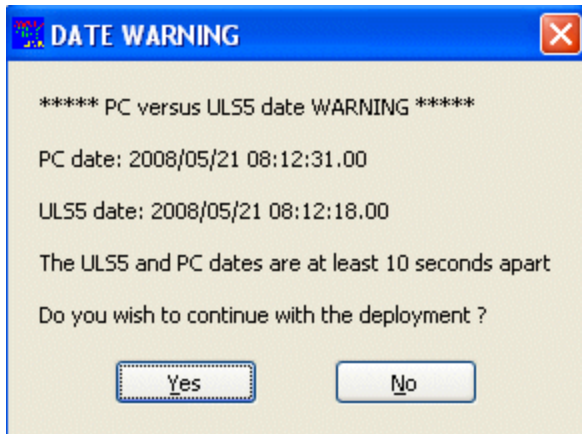 DATE WARNING
***** PC versus ULS5 date WARNING *****
PC date: 2008/05/21 08:12:31.00
ULS5 date: 2008/05/21 08:12:18.00
The ULS5 and PC dates are at least 10 seconds apart
Do you wish to continue with the deployment ?
Yes No